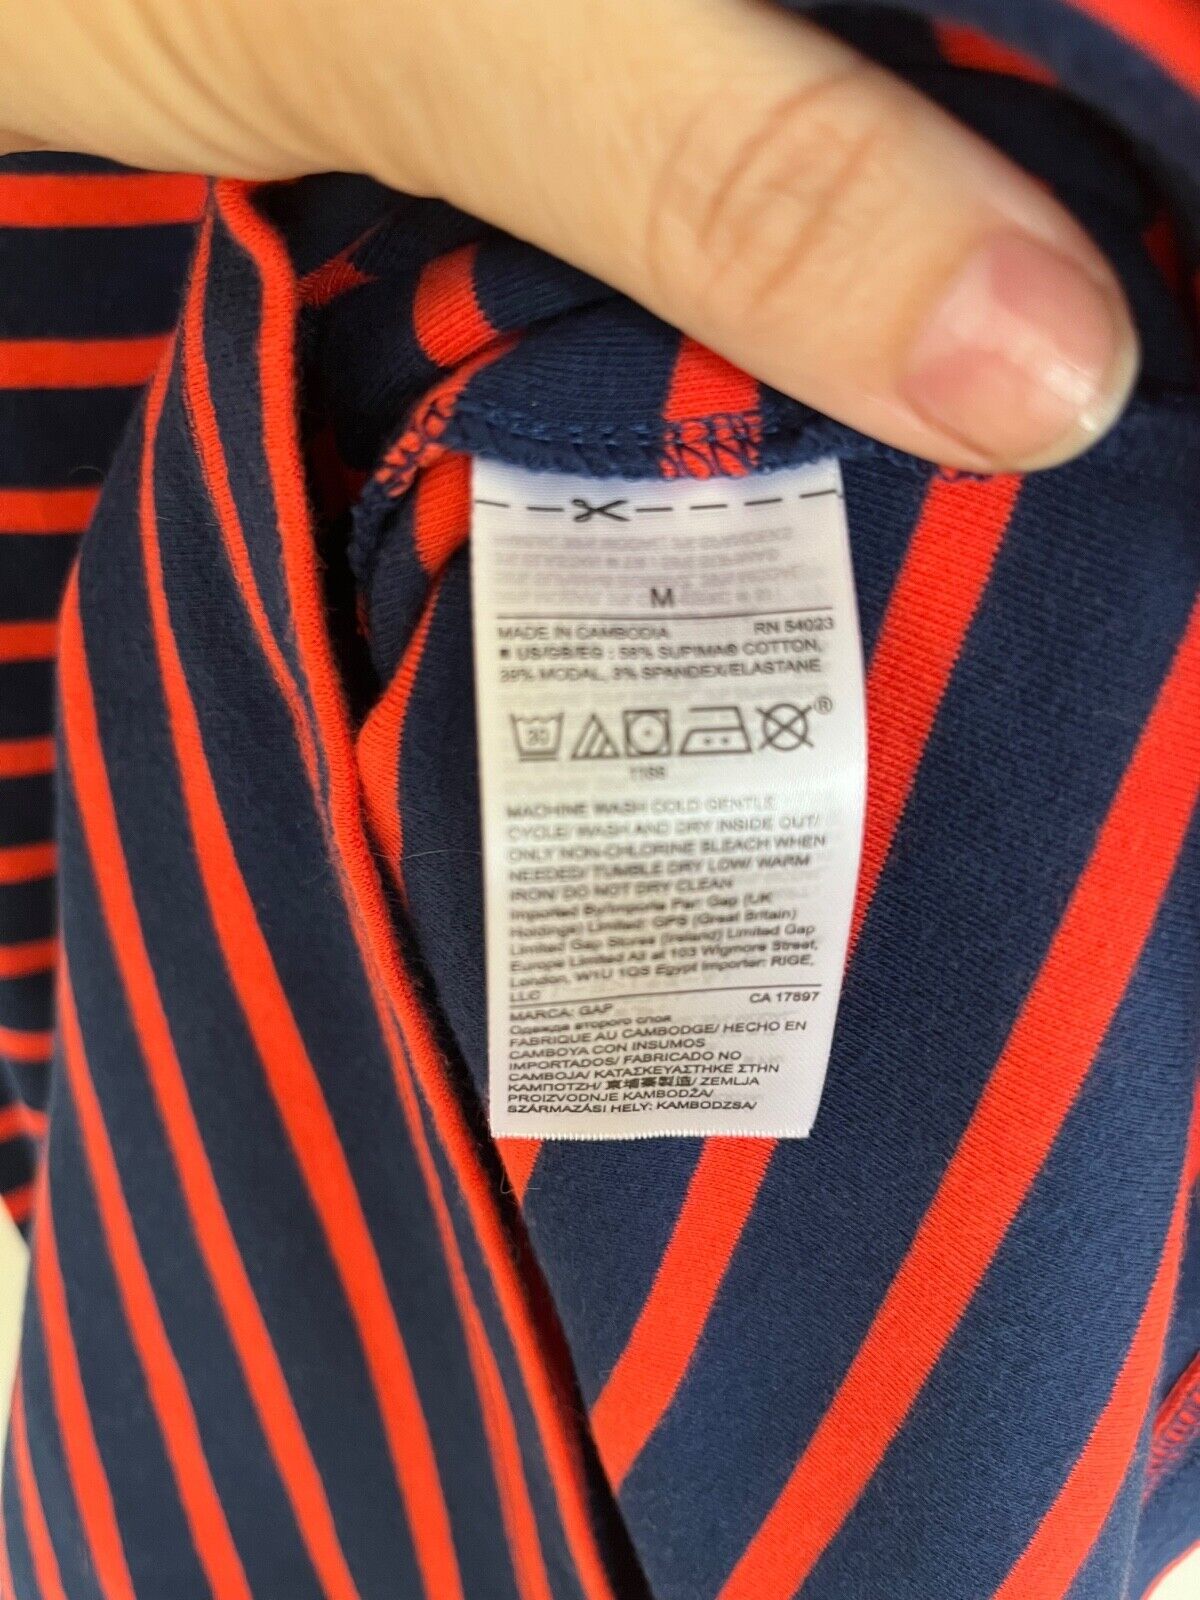 M
MADE IN CAMBODIA RN 54023
US/GB/EG : 58% SUPIMA® COTTON,
39% MODAL, 3% SPANDEX/ELASTANE
30
®
1166
MACHINE WASH COLD GENTLE
CYCLE/ WASH AND DRY INSIDE OUT/
ONLY NON-CHLORINE BLEACH WHEN
NEEDED/ TUMBLE DRY LOW/ WARM
IRON/ DO NOT DRY CLEAN
Imported By/Importe Par: Gap (UK
Holdings) Limited: GPS (Great Britain)
Limited Gap Stores (Ireland) Limited Gap
Europe Limited All at 103 Wigmore Street,
London, W1U 1QS Egypt Importer: RIGE,
LLC CA 17897
MARCA: GAP
Одежда второго слоя
FABRIQUE AU CAMBODGE/ HECHO EN
CAMBOYA CON INSUMOS
IMPORTADOS/ FABRICADO NO
CAMBOJA/ ΚΑΤΑΣΚΕΥΑΣΤΗΚΕ ΣΤΗΝ
ΚΑΜΠΟΤΖΗ/ 柬埔寨製造/ ZEMLJA
PROIZVODNJE KAMBODŽA/
SZÁRMAZÁSI HELY: KAMBODZSA/